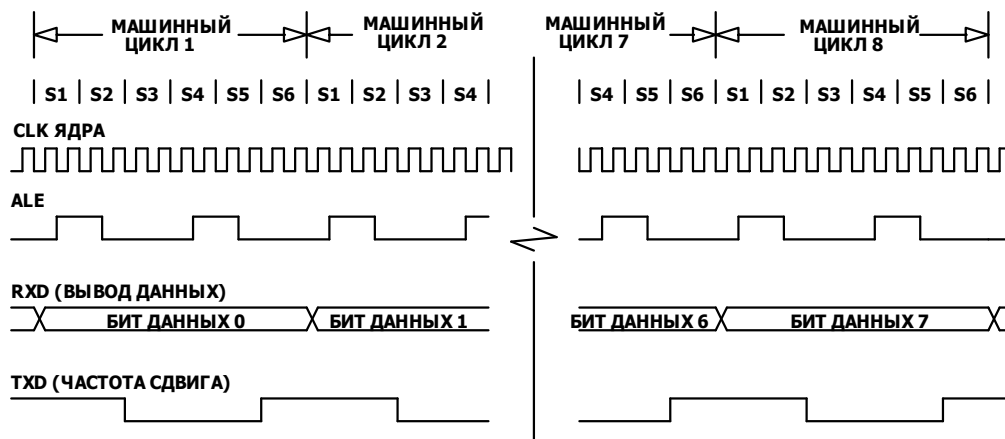 МАШИННЫЙ
ЦИКЛ 1
МАШИННЫЙ
ЦИКЛ 2
МАШИННЫЙ
ЦИКЛ 7
МАШИННЫЙ
ЦИКЛ 8
S1 S2 S3 S4 S5 S6 S1 S2 S3 S4 S4 S5 S6 S1 S2 S3 S4 S5 S6
CLK ЯДРА
ALE
RXD (ВЫВОД ДАННЫХ)
БИТ ДАННЫХ 0 БИТ ДАННЫХ 1 БИТ ДАННЫХ 6 БИТ ДАННЫХ 7
TXD (ЧАСТОТА СДВИГА)